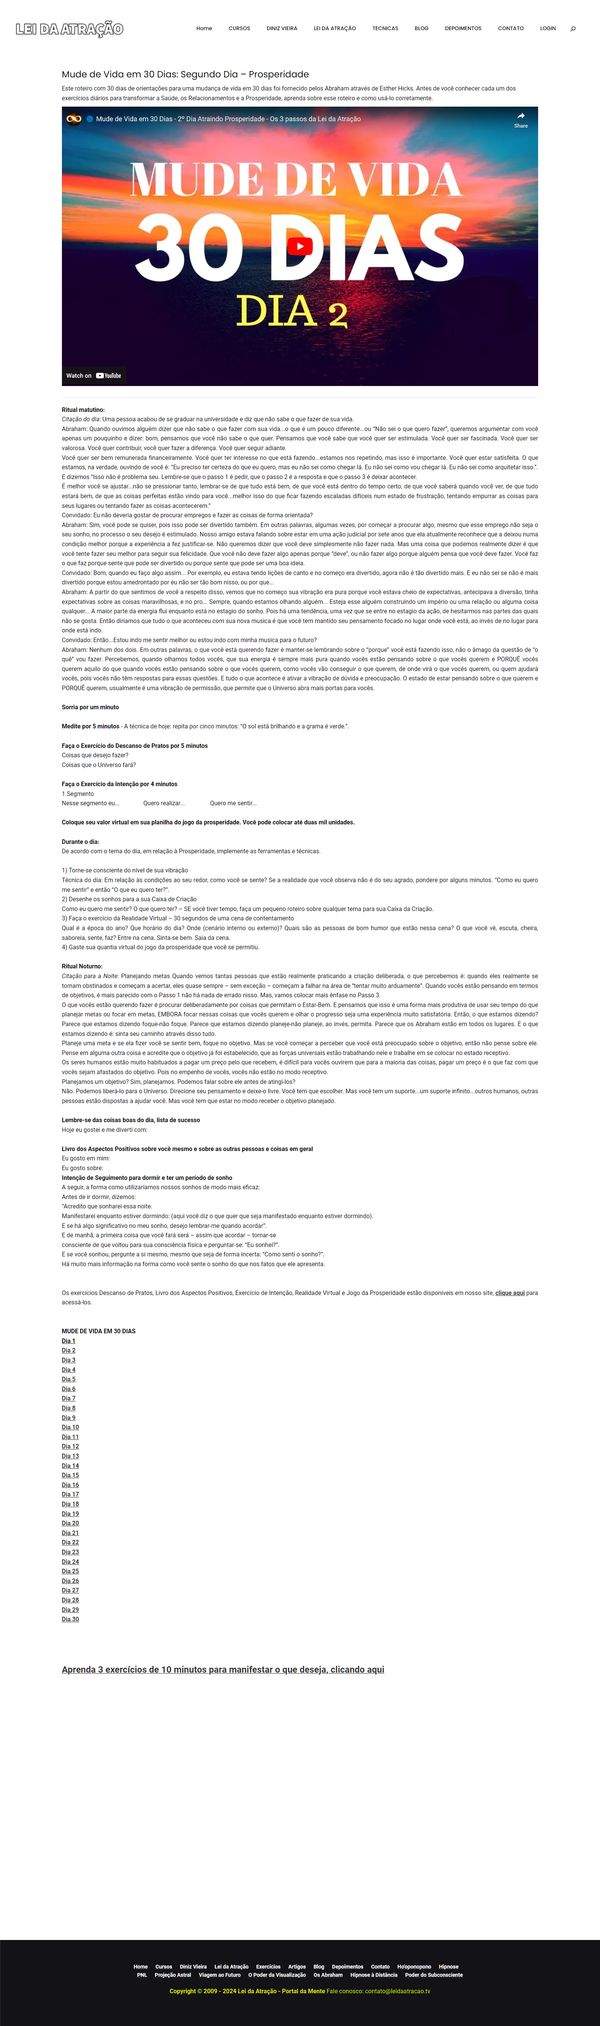 LEI DA ATRAÇÃO
Home CURSOS DINIZ VIEIRA LEI DA ATRAÇÃO TECNICAS BLOG DEPOIMENTOS CONTATO LOGIN
Mude de Vida em 30 Dias: Segundo Dia – Prosperidade
Este roteiro com 30 dias de orientações para uma mudança de vida em 30 dias foi fornecido pelos Abraham através de Esther Hicks. Antes de você conhecer cada um dos
exercícios diários para transformar a Saúde, os Relacionamentos e a Prosperidade, aprenda sobre esse roteiro e como usá-lo corretamente.
Mude de Vida em 30 Dias - 2º Dia Atraindo Prosperidade - Os 3 passos da Lei da Atração
Share
MUDE DE VIDA
30 DIAS
DIA 2
Watch on YouTube
Ritual matutino:
Citação do dia: Uma pessoa acabou de se graduar na universidade e diz que não sabe o que fazer de sua vida.
Abraham: Quando ouvimos alguém dizer que não sabe o que fazer com sua vida...o que é um pouco diferente...ou “Não sei o que quero fazer”, queremos argumentar com você
apenas um pouquinho e dizer: bom, pensamos que você não sabe o que quer. Pensamos que você sabe que você quer ser estimulada. Você quer ser fascinada. Você quer ser
valorosa. Você quer contribuir, você quer fazer a diferença. Você quer seguir adiante.
Você quer ser bem remunerada financeiramente. Você quer ter interesse no que está fazendo...estamos nos repetindo, mas isso é importante. Você quer estar satisfeita. O que
estamos, na verdade, ouvindo de você é: “Eu preciso ter certeza do que eu quero, mas eu não sei como chegar lá. Eu não sei como vou chegar lá. Eu não sei como arquitetar isso.”.
E dizemos “Isso não é problema seu. Lembre-se que o passo 1 é pedir, que o passo 2 é a resposta e que o passo 3 é deixar acontecer.
É melhor você se ajustar...não se pressionar tanto, lembrar-se de que tudo está bem, de que você está dentro do tempo certo, de que você saberá quando você ver, de que tudo
estará bem, de que as coisas perfeitas estão vindo para você...melhor isso do que ficar fazendo escaladas difíceis num estado de frustração, tentando empurrar as coisas para
seus lugares ou tentando fazer as coisas acontecerem.”
Convidado: Eu não deveria gostar de procurar empregos e fazer as coisas de forma orientada?
Abraham: Sim, você pode se quiser, pois isso pode ser divertido também. Em outras palavras, algumas vezes, por começar a procurar algo, mesmo que esse emprego não seja o
seu sonho, no processo o seu desejo é estimulado. Nosso amigo estava falando sobre estar em uma ação judicial por sete anos que ela atualmente reconhece que a deixou numa
condição melhor porque a experiência a fez justificar-se. Não queremos dizer que você deve simplesmente não fazer nada. Mas uma coisa que podemos realmente dizer é que
você tente fazer seu melhor para seguir sua felicidade. Que você não deve fazer algo apenas porque “deve”, ou não fazer algo porque alguém pensa que você deve fazer. Você faz
o que faz porque sente que pode ser divertido ou porque sente que pode ser uma boa ideia.
Convidado: Bom, quando eu faço algo assim... Por exemplo, eu estava tendo lições de canto e no começo era divertido, agora não é tão divertido mais. E eu não sei se não é mais
divertido porque estou amedrontado por eu não ser tão bom nisso, ou por que...
Abraham: A partir do que sentimos de você a respeito disso, vemos que no começo sua vibração era pura porque você estava cheio de expectativas, antecipava a diversão, tinha
expectativas sobre as coisas maravilhosas, e no pro... Sempre, quando estamos olhando alguém... Esteja esse alguém construindo um império ou uma relação ou alguma coisa
qualquer... A maior parte da energia flui enquanto está no estagio do sonho. Pois há uma tendência, uma vez que se entre no estagio da ação, de hesitarmos nas partes das quais
não se gosta. Então diríamos que tudo o que aconteceu com sua nova musica é que você tem mantido seu pensamento focado no lugar onde você está, ao invés de no lugar para
onde está indo.
Convidado: Então...Estou indo me sentir melhor ou estou indo com minha musica para o futuro?
Abraham: Nenhum dos dois. Em outras palavras, o que você está querendo fazer é manter-se lembrando sobre o “porque” você está fazendo isso, não o âmago da questão de “o
quê” vou fazer. Percebemos, quando olhamos todos vocês, que sua energia é sempre mais pura quando vocês estão pensando sobre o que vocês querem e PORQUÊ vocês
querem aquilo do que quando vocês estão pensando sobre o que vocês querem, como vocês vão conseguir o que querem, de onde virá o que vocês querem, ou quem ajudará
vocês, pois vocês não têm respostas para essas questões. E tudo o que acontece é ativar a vibração de dúvida e preocupação. O estado de estar pensando sobre o que querem e
PORQUÊ querem, usualmente é uma vibração de permissão, que permite que o Universo abra mais portas para vocês.
Sorria por um minuto
Medite por 5 minutos - A técnica de hoje: repita por cinco minutos: “O sol está brilhando e a grama é verde.”.
Faça o Exercício do Descanso de Pratos por 5 minutos
Coisas que desejo fazer?
Coisas que o Universo fará?
Faça o Exercício da Intenção por 4 minutos
1.Segmento
Nesse segmento eu... Quero realizar... Quero me sentir...
Coloque seu valor virtual em sua planilha do jogo da prosperidade. Você pode colocar até duas mil unidades.
Durante o dia:
De acordo com o tema do dia, em relação à Prosperidade, implemente as ferramentas e técnicas.
1) Torne-se consciente do nível de sua vibração
Técnica do dia: Em relação às condições ao seu redor, como você se sente? Se a realidade que você observa não é do seu agrado, pondere por alguns minutos. “Como eu quero
me sentir” e então “O que eu quero ter?”.
2) Desenhe os sonhos para a sua Caixa de Criação
Como eu quero me sentir? O que quero ter? – SE você tiver tempo, faça um pequeno roteiro sobre qualquer tema para sua Caixa da Criação.
3) Faça o exercício da Realidade Virtual – 30 segundos de uma cena de contentamento
Qual é a época do ano? Que horário do dia? Onde (cenário interno ou externo)? Quais são as pessoas de bom humor que estão nessa cena? O que você vê, escuta, cheira,
saboreia, sente, faz? Entre na cena. Sinta-se bem. Saia da cena.
4) Gaste sua quantia virtual do jogo da prosperidade que você se permitiu.
Ritual Noturno:
Citação para a Noite: Planejando metas Quando vemos tantas pessoas que estão realmente praticando a criação deliberada, o que percebemos é: quando eles realmente se
tornam obstinados e começam a acertar, eles quase sempre – sem exceção – começam a falhar na área de “tentar muito arduamente”. Quando vocês estão pensando em termos
de objetivos, é mais parecido com o Passo 1 não há nada de errado nisso. Mas, vamos colocar mais ênfase no Passo 3.
O que vocês estão querendo fazer é procurar deliberadamente por coisas que permitam o Estar-Bem. E pensamos que isso é uma forma mais produtiva de usar seu tempo do que
planejar metas ou focar em metas, EMBORA focar nessas coisas que vocês querem e olhar o progresso seja uma experiência muito satisfatória. Então, o que estamos dizendo?
Parece que estamos dizendo foque-não foque. Parece que estamos dizendo planeje-não planeje, ao invés, permita. Parece que os Abraham estão em todos os lugares. E o que
estamos dizendo é: sinta seu caminho através disso tudo.
Planeje uma meta e se ela fizer você se sentir bem, foque no objetivo. Mas se você começar a perceber que você está preocupado sobre o objetivo, então não pense sobre ele.
Pense em alguma outra coisa e acredite que o objetivo já foi estabelecido, que as forças universais estão trabalhando nele e trabalhe em se colocar no estado receptivo.
Os seres humanos estão muito habituados a pagar um preço pelo que recebem, é difícil para vocês ouvirem que para a maioria das coisas, pagar um preço é o que faz com que
vocês sejam afastados do objetivo. Pois no empenho de vocês, vocês não estão no modo receptivo.
Planejamos um objetivo? Sim, planejamos. Podemos falar sobre ele antes de atingi-los?
Não. Podemos liberá-lo para o Universo. Direcione seu pensamento e deixe-o livre. Você tem que escolher. Mas você tem um suporte...um suporte infinito...outros humanos, outras
pessoas estão dispostas a ajudar você. Mas você tem que estar no modo receber o objetivo planejado.
Lembre-se das coisas boas do dia, lista de sucesso
Hoje eu gostei e me diverti com:
Livro dos Aspectos Positivos sobre você mesmo e sobre as outras pessoas e coisas em geral
Eu gosto em mim:
Eu gosto sobre:
Intenção de Seguimento para dormir e ter um período de sonho
A seguir, a forma como utilizaríamos nossos sonhos de modo mais eficaz:
Antes de ir dormir, dizemos:
“Acredito que sonharei essa noite.
Manifestarei enquanto estiver dormindo: (aqui você diz o que quer que seja manifestado enquanto estiver dormindo).
E se há algo significativo no meu sonho, desejo lembrar-me quando acordar”.
E de manhã, a primeira coisa que você fará será – assim que acordar – tornar-se
consciente de que voltou para sua consciência física e perguntar-se: “Eu sonhei?”.
E se você sonhou, pergunte a si mesmo, mesmo que seja de forma incerta: “Como senti o sonho?”.
Há muito mais informação na forma como você sente o sonho do que nos fatos que ele apresenta.
Os exercícios Descanso de Pratos, Livro dos Aspectos Positivos, Exercício de Intenção, Realidade Virtual e Jogo da Prosperidade estão disponíveis em nosso site, clique aqui para
acessá-los.
MUDE DE VIDA EM 30 DIAS
Dia 1
Dia 2
Dia 3
Dia 4
Dia 5
Dia 6
Dia 7
Dia 8
Dia 9
Dia 10
Dia 11
Dia 12
Dia 13
Dia 14
Dia 15
Dia 16
Dia 17
Dia 18
Dia 19
Dia 20
Dia 21
Dia 22
Dia 23
Dia 24
Dia 25
Dia 26
Dia 27
Dia 28
Dia 29
Dia 30
Aprenda 3 exercícios de 10 minutos para manifestar o que deseja, clicando aqui
Home Cursos Diniz Vieira Lei da Atração Exercícios Artigos Blog Depoimentos Contato Ho'oponopono Hipnose
PNL Projeção Astral Viagem ao Futuro O Poder da Visualização Os Abraham Hipnose à Distância Poder do Subconsciente
Copyright © 2009 - 2024 Lei da Atração - Portal da Mente Fale conosco: contato@leidaatracao.tv